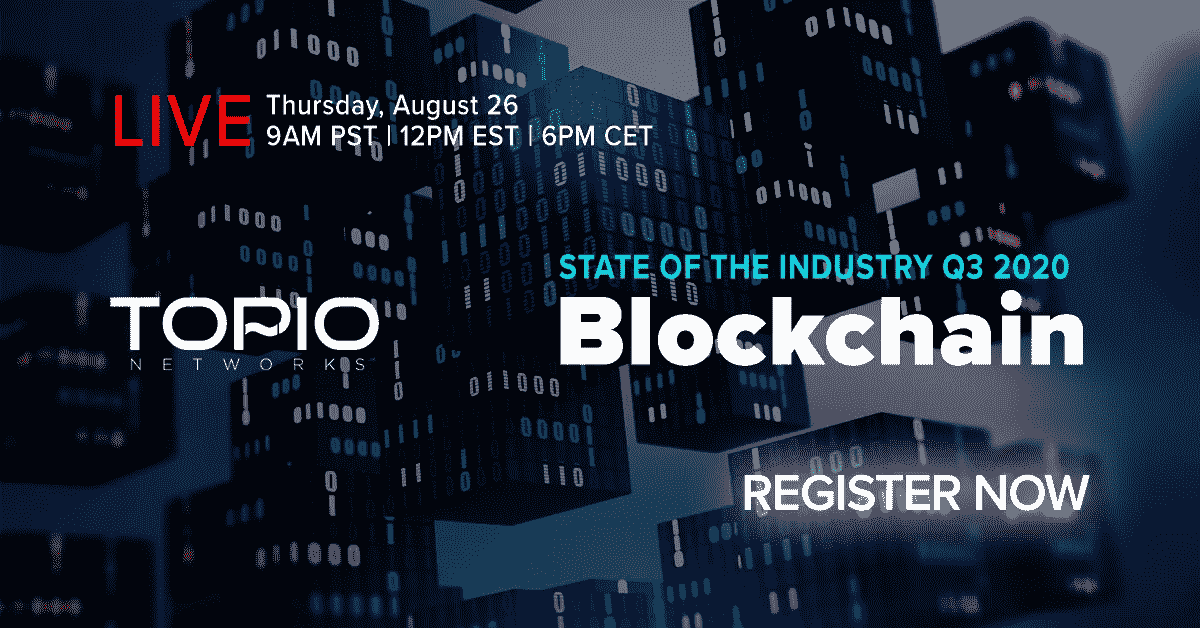 LIVE
Thursday, August 26
9AM PST | 12PM EST | 6PM CET
STATE OF THE INDUSTRY Q3 2020
TOPIO
NETWORKS
Blockchain
REGISTER NOW